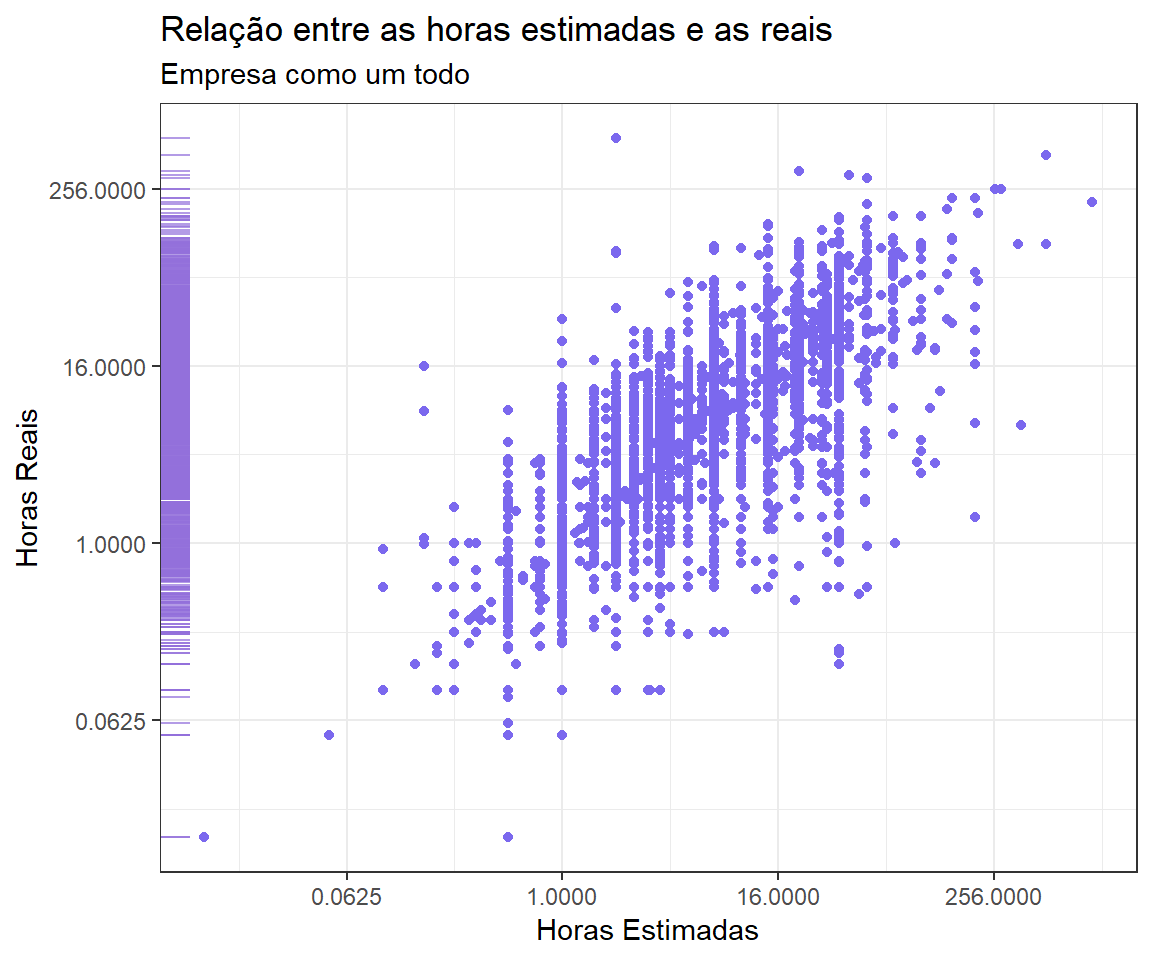 Relação entre as horas estimadas e as reais
Empresa como um todo
Horas Reais
256.0000
16.0000
1.0000
0.0625
0.0625
1.0000
16.0000
256.0000
Horas Estimadas